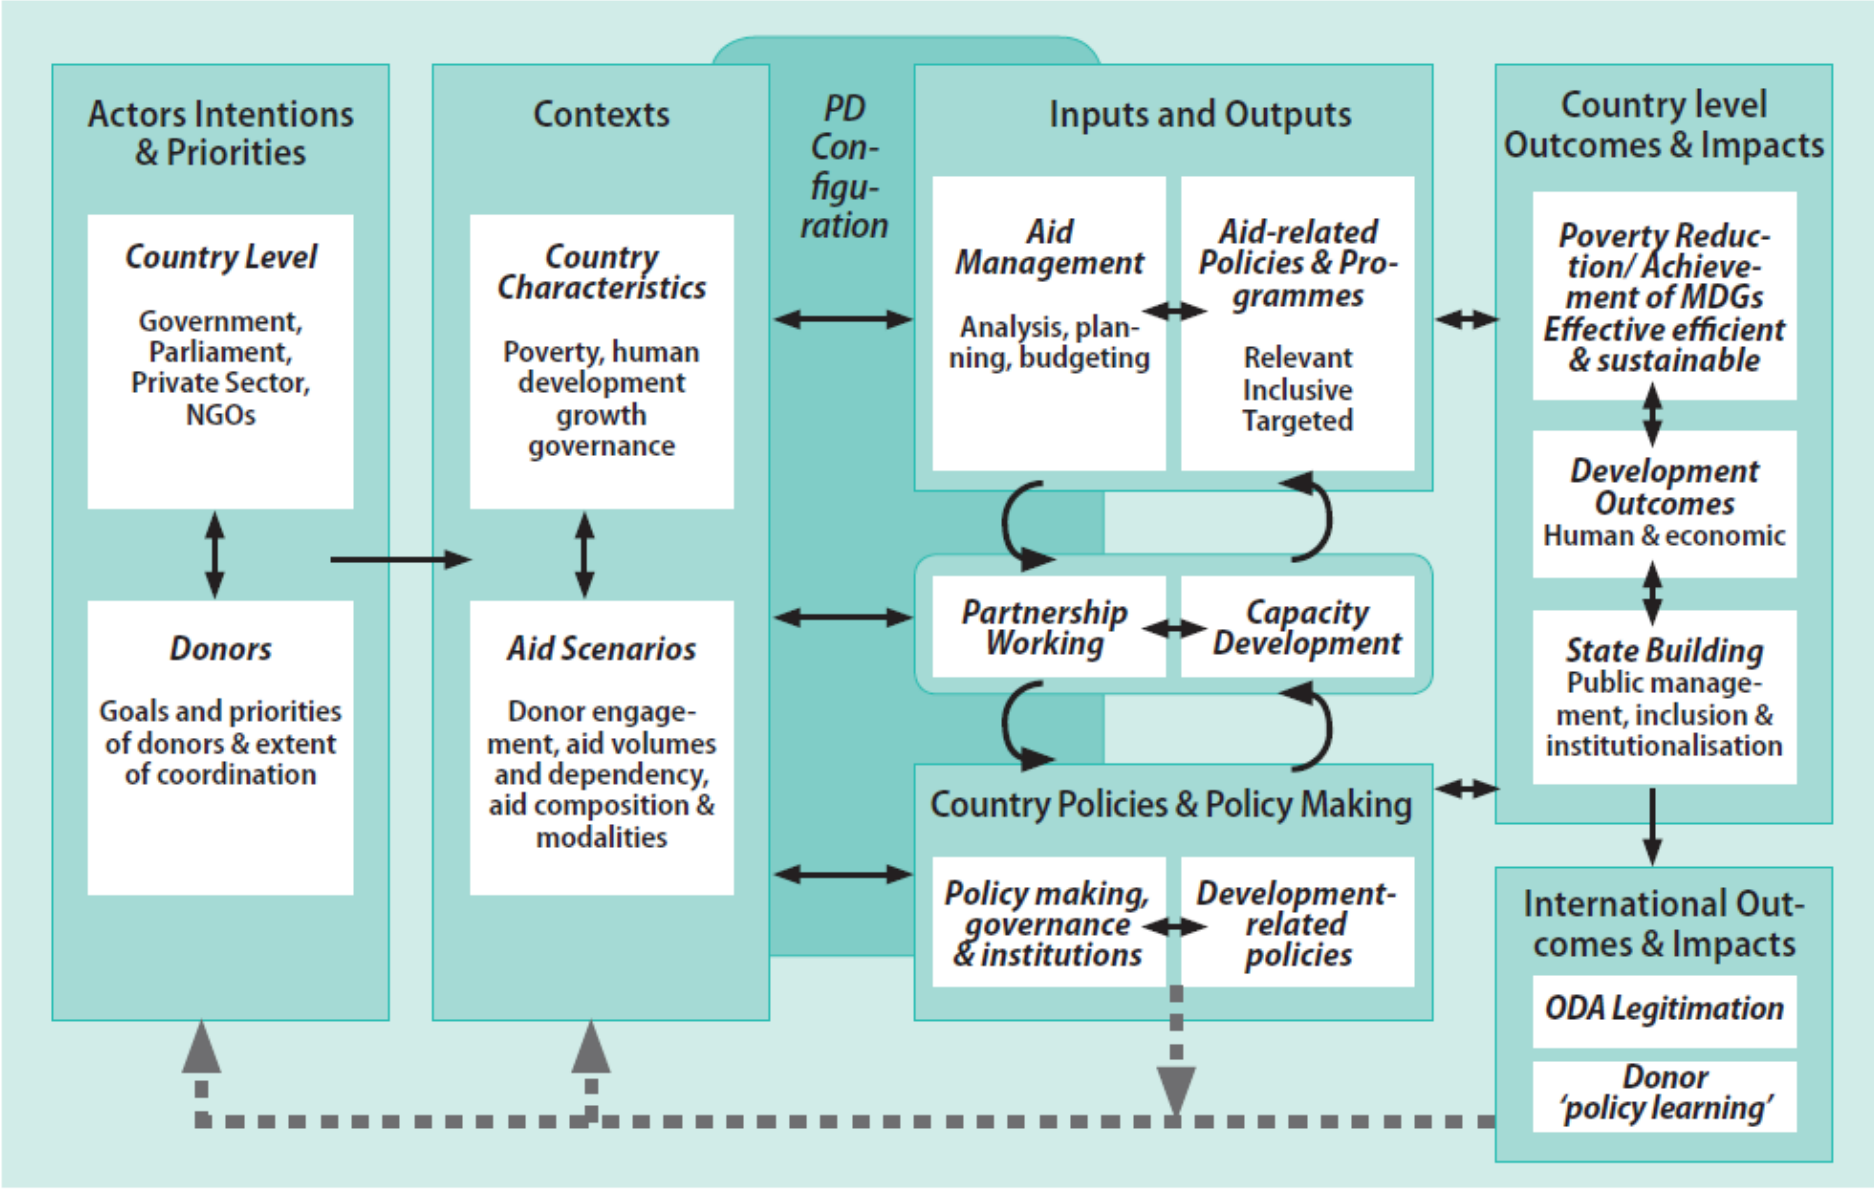 Actors Intentions
& Priorities
Country Level
Government,
Parliament,
Private Sector,
NGOs
Donors
Goals and priorities
of donors & extent
of coordination
Contexts
Country
Characteristics
Poverty, human
development
growth
governance
Aid Scenarios
Donor engage-
ment, aid volumes
and dependency,
aid composition &
modalities
PD
Con-
figu-
ration
Inputs and Outputs
Aid
Management
Analysis, plan-
ning, budgeting
Aid-related
Policies & Pro-
grammes
Relevant
Inclusive
Targeted
Partnership
Working
Capacity
Development
Country Policies & Policy Making
Policy making,
governance
& institutions
Development-
related
policies
Country level
Outcomes & Impacts
Poverty Reduc-
tion/ Achieve-
ment of MDGs
Effective efficient
& sustainable
Development
Outcomes
Human & economic
State Building
Public manage-
ment, inclusion &
institutionalisation
International Out-
comes & Impacts
ODA Legitimation
Donor
‘policy learning’